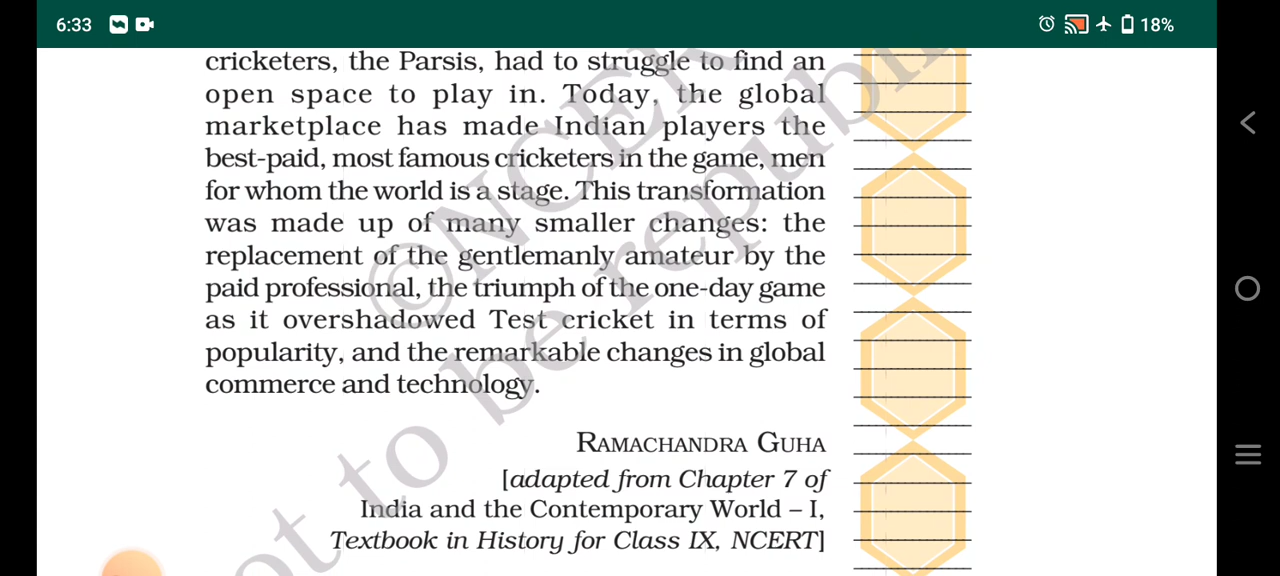 6:33
18%
cricketers, the Parsis, had to struggle to find an
open space to play in. Today, the global
marketplace has made Indian players the
best-paid, most famous cricketers in the game, men
for whom the world is a stage. This transformation
was made up of many smaller changes: the
replacement of the gentlemanly amateur by the
paid professional, the triumph of the one-day game
as it overshadowed Test cricket in terms of
popularity, and the remarkable changes in global
commerce and technology.
RAMACHANDRA GUHA
[adapted from Chapter 7 of
India and the Contemporary World – I,
Textbook in History for Class IX, NCERT]
©NCER
ot to be republi